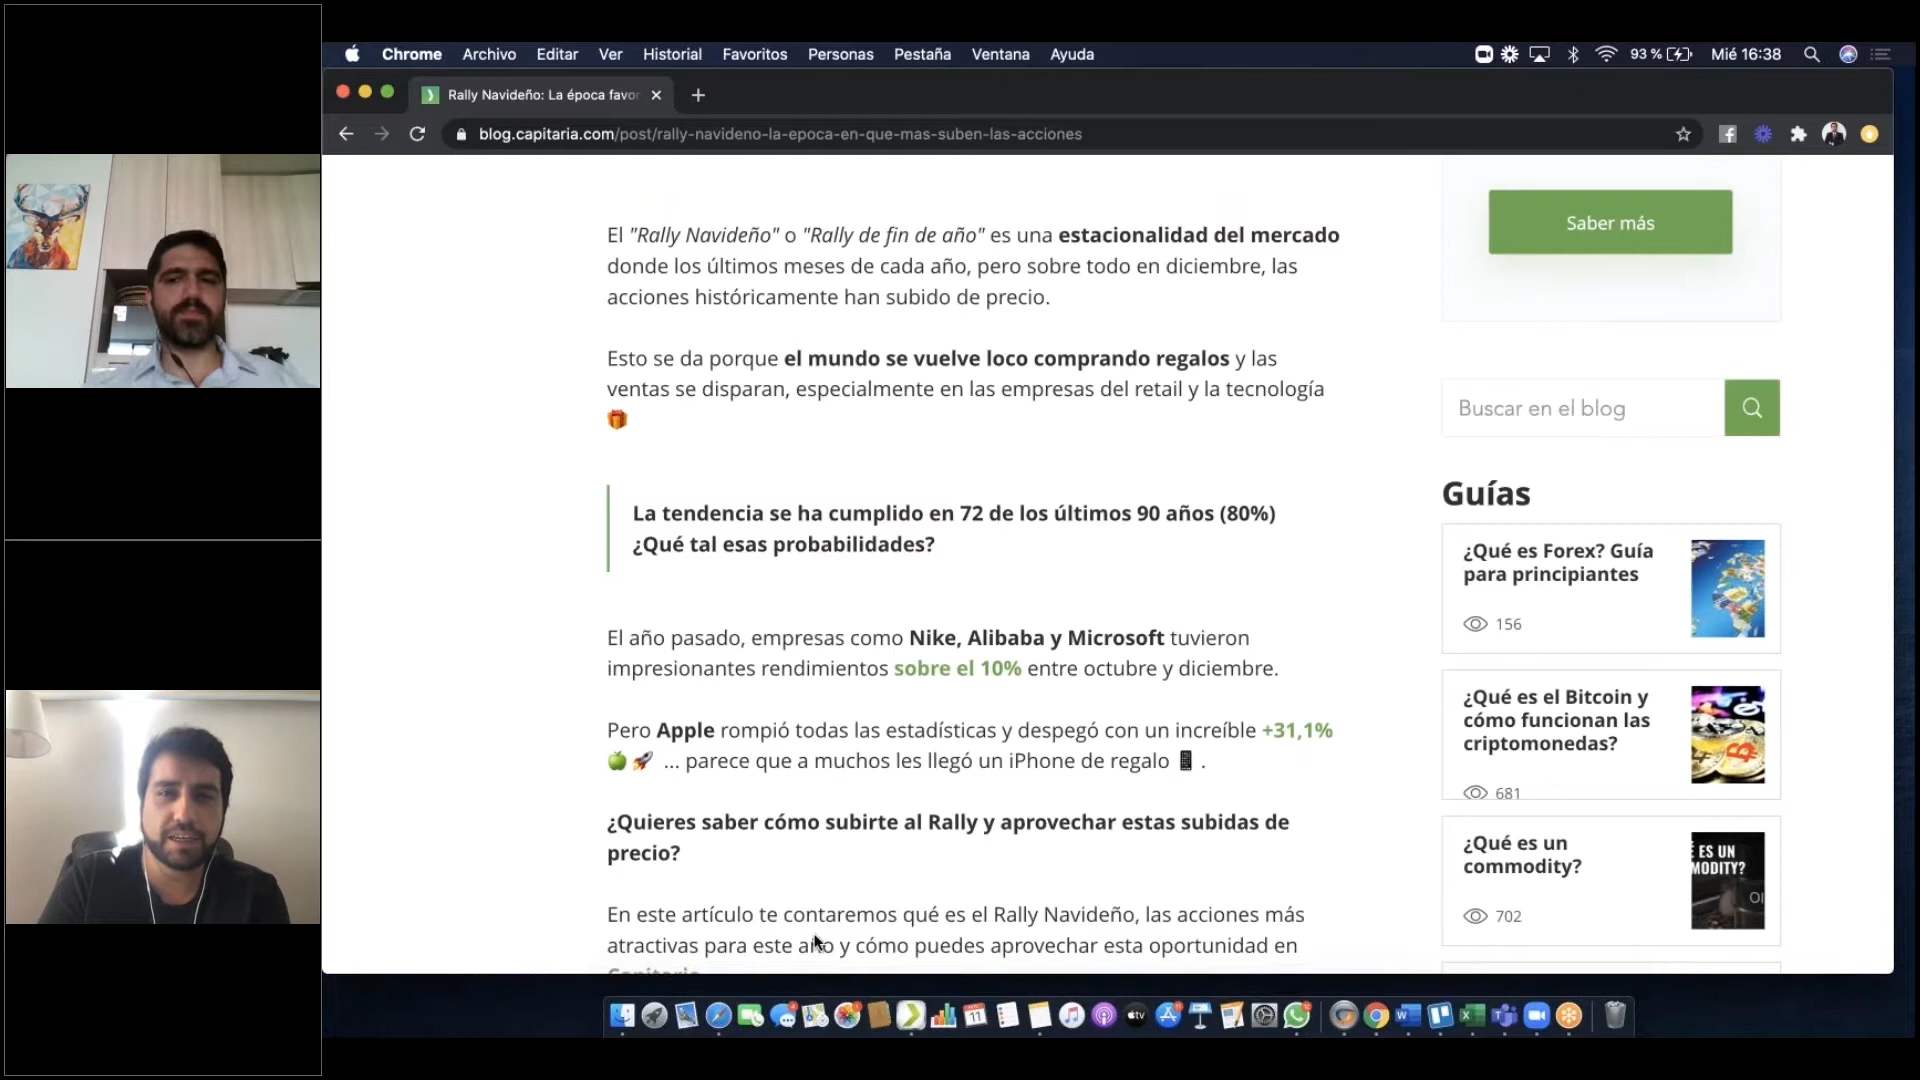 Chrome Archivo Editar Ver Historial Favoritos Personas Pestaña Ventana Ayuda 93 % Mié 16:38
Rally Navideño: La época favor
blog.capitaria.com/post/rally-navideno-la-epoca-en-que-mas-suben-las-acciones
El "Rally Navideño" o "Rally de fin de año" es una estacionalidad del mercado
donde los últimos meses de cada año, pero sobre todo en diciembre, las
acciones históricamente han subido de precio.
Esto se da porque el mundo se vuelve loco comprando regalos y las
ventas se disparan, especialmente en las empresas del retail y la tecnología
La tendencia se ha cumplido en 72 de los últimos 90 años (80%)
¿Qué tal esas probabilidades?
El año pasado, empresas como Nike, Alibaba y Microsoft tuvieron
impresionantes rendimientos sobre el 10% entre octubre y diciembre.
Pero Apple rompió todas las estadísticas y despegó con un increíble +31,1%
... parece que a muchos les llegó un iPhone de regalo .
¿Quieres saber cómo subirte al Rally y aprovechar estas subidas de
precio?
En este artículo te contaremos qué es el Rally Navideño, las acciones más
atractivas para este año y cómo puedes aprovechar esta oportunidad en
Capitaria
Saber más
Buscar en el blog
Guías
¿Qué es Forex? Guía
para principiantes
156
¿Qué es el Bitcoin y
cómo funcionan las
criptomonedas?
681
¿Qué es un
commodity?
702
É ES UN
MODITY?
11
tv